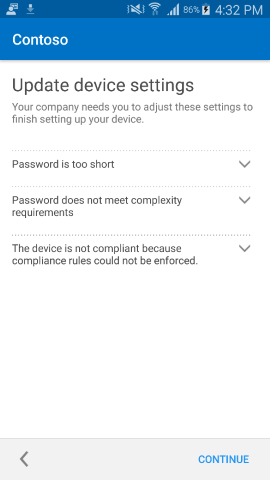 86% 4:32 PM
Contoso
Update device settings
Your company needs you to adjust these settings to
finish setting up your device.
Password is too short
Password does not meet complexity
requirements
The device is not compliant because
compliance rules could not be enforced.
CONTINUE